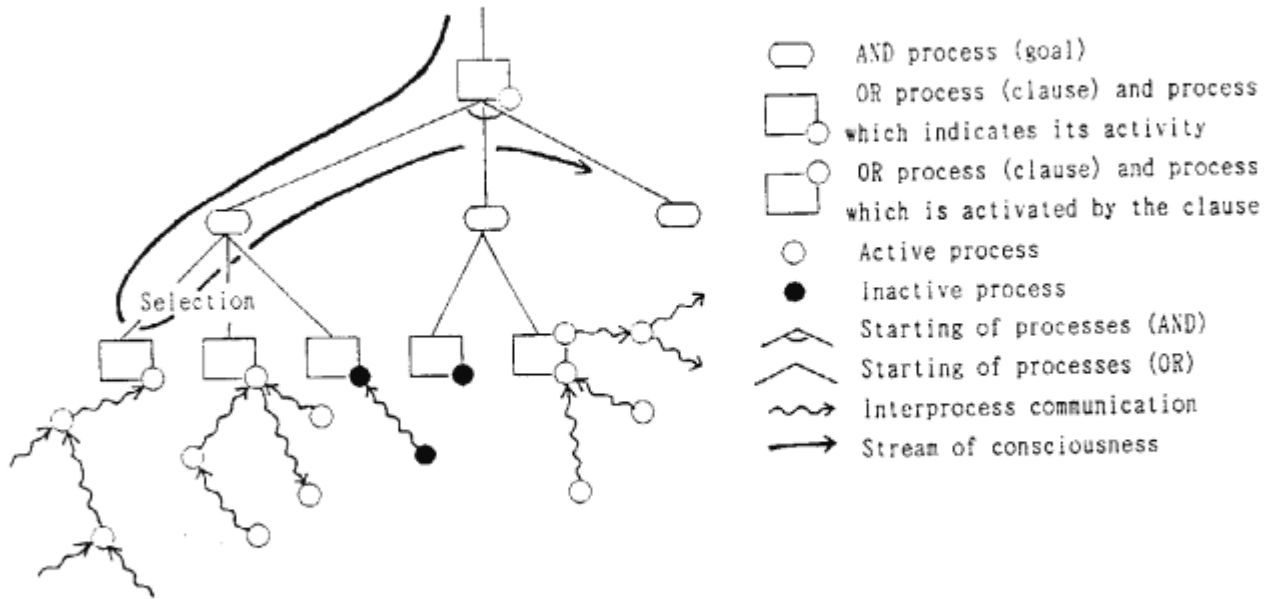 Selection
AND process (goal)
OR process (clause) and process
which indicates its activity
OR process (clause) and process
which is activated by the clause
Active process
Inactive process
Starting of processes (AND)
Starting of processes (OR)
Interprocess communication
Stream of consciousness